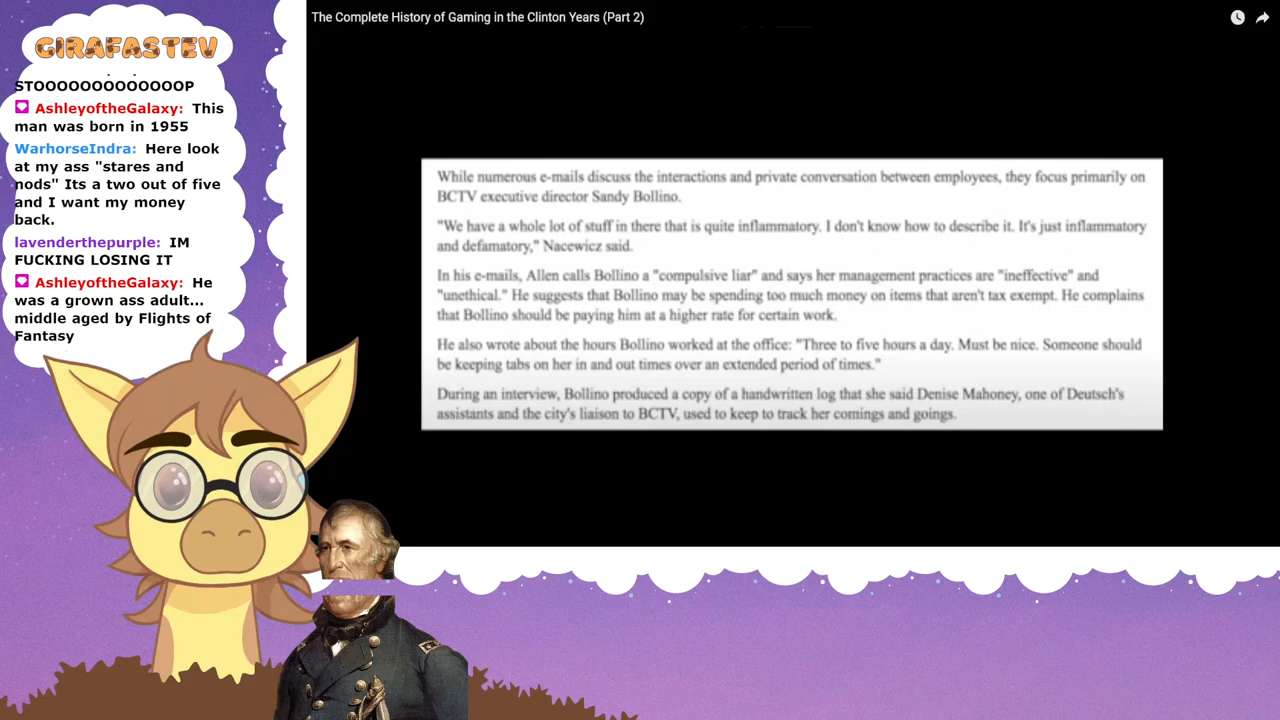 The Complete History of Gaming in the Clinton Years (Part 2)
GIRAFASTEV
STOOOOOOOOOOOOOP
AshleyoftheGalaxy: This
man was born in 1955
WarhorseIndra: Here look
at my ass "stares and
nods" Its a two out of five
and I want my money
back.
lavenderthepurple: IM
FUCKING LOSING IT
AshleyoftheGalaxy: He
was a grown ass adult...
middle aged by Flights of
Fantasy
While numerous e-mails discuss the interactions and private conversation between employees, they focus primarily on
BCTV executive director Sandy Bollino.
"We have a whole lot of stuff in there that is quite inflammatory. I don't know how to describe it. It's just inflammatory
and defamatory," Nacewicz said.
In his e-mails, Allen calls Bollino a "compulsive liar" and says her management practices are "ineffective" and
"unethical." He suggests that Bollino may be spending too much money on items that aren't tax exempt. He complains
that Bollino should be paying him at a higher rate for certain work.
He also wrote about the hours Bollino worked at the office: "Three to five hours a day. Must be nice. Someone should
be keeping tabs on her in and out times over an extended period of times."
During an interview, Bollino produced a copy of a handwritten log that she said Denise Mahoney, one of Deutsch's
assistants and the city's liaison to BCTV, used to keep to track her comings and goings.